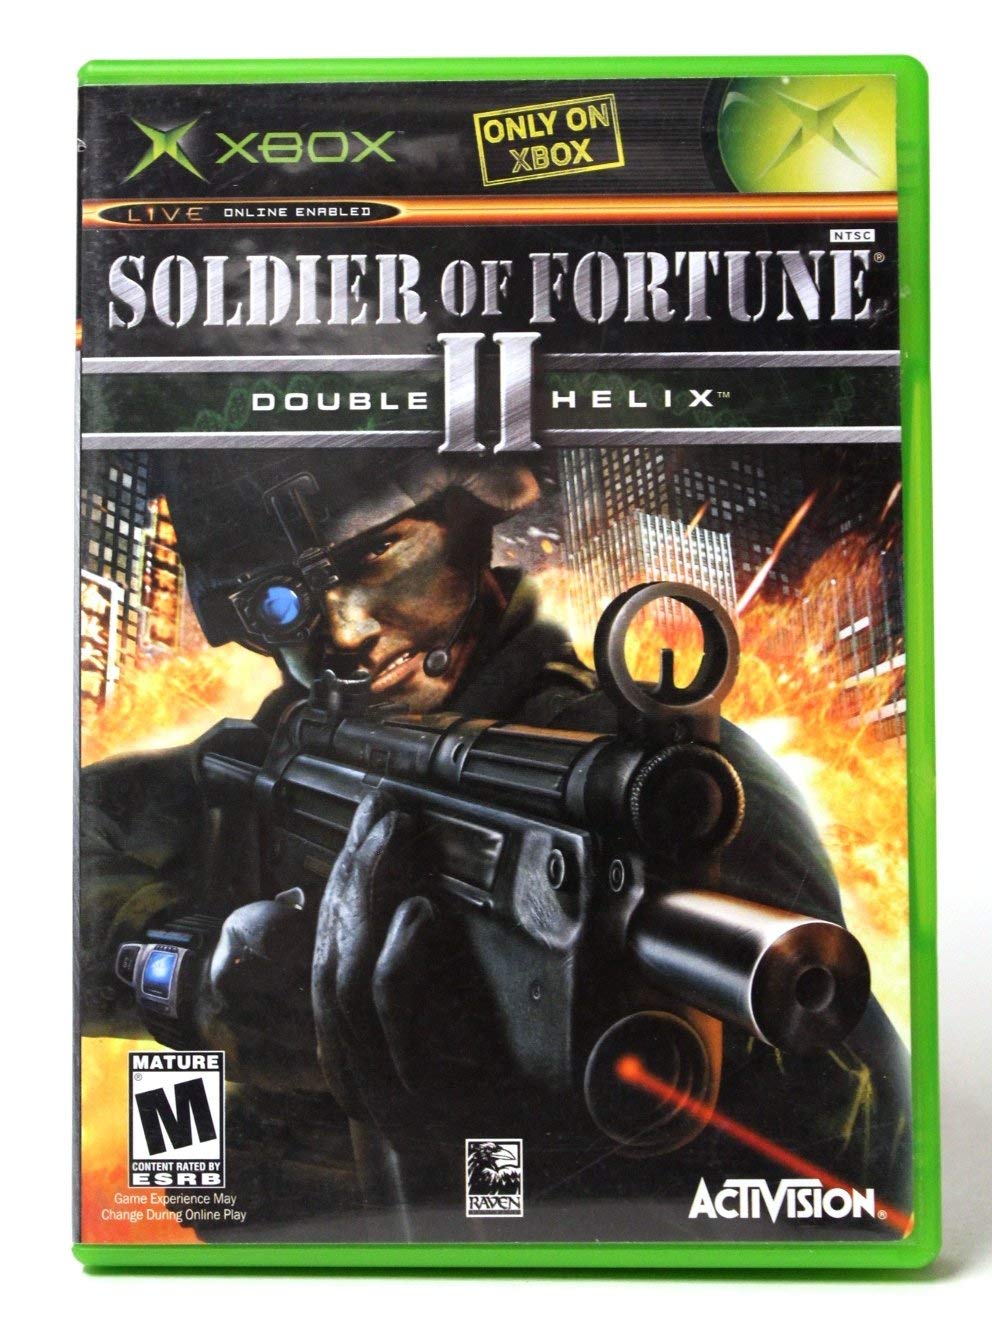 XBOX
ONLY ON
XBOX
LIVE ONLINE ENABLED
NTSC
SOLDIER OF FORTUNE®
II
DOUBLE HELIX™
MATURE
M
®
CONTENT RATED BY
ESRB
Game Experience May
Change During Online Play
RAVEN
ACTIVISION®